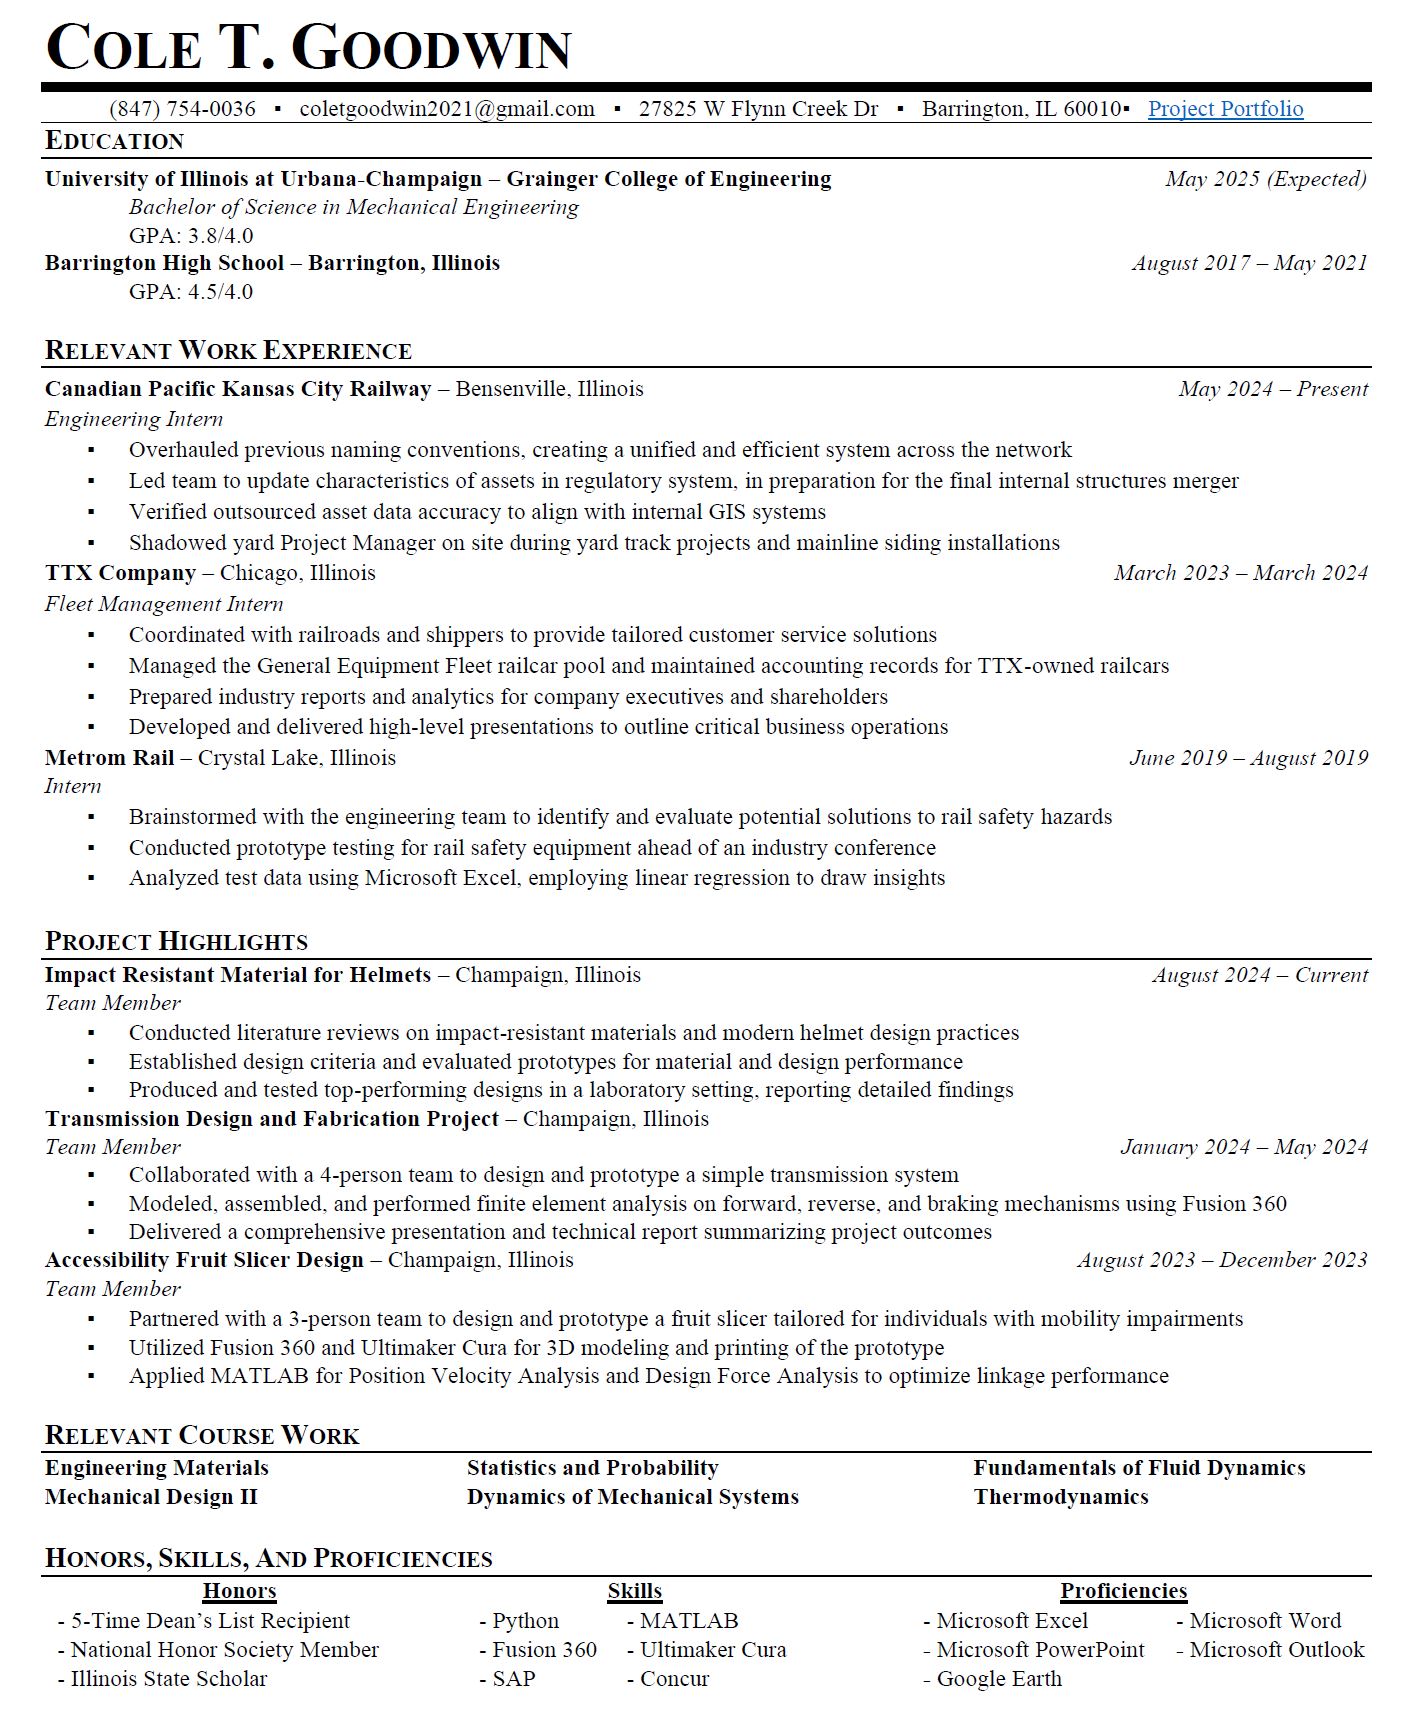 COLE T. GOODWIN
(847) 754-0036 ▪ coletgoodwin2021@gmail.com ▪ 27825 W Flynn Creek Dr ▪ Barrington, IL 60010▪ Project Portfolio
EDUCATION
University of Illinois at Urbana-Champaign – Grainger College of Engineering May 2025 (Expected)
Bachelor of Science in Mechanical Engineering
GPA: 3.8/4.0
Barrington High School – Barrington, Illinois August 2017 – May 2021
GPA: 4.5/4.0
RELEVANT WORK EXPERIENCE
Canadian Pacific Kansas City Railway – Bensenville, Illinois May 2024 – Present
Engineering Intern
▪ Overhauled previous naming conventions, creating a unified and efficient system across the network
▪ Led team to update characteristics of assets in regulatory system, in preparation for the final internal structures merger
▪ Verified outsourced asset data accuracy to align with internal GIS systems
▪ Shadowed yard Project Manager on site during yard track projects and mainline siding installations
TTX Company – Chicago, Illinois March 2023 – March 2024
Fleet Management Intern
▪ Coordinated with railroads and shippers to provide tailored customer service solutions
▪ Managed the General Equipment Fleet railcar pool and maintained accounting records for TTX-owned railcars
▪ Prepared industry reports and analytics for company executives and shareholders
▪ Developed and delivered high-level presentations to outline critical business operations
Metrom Rail – Crystal Lake, Illinois June 2019 – August 2019
Intern
▪ Brainstormed with the engineering team to identify and evaluate potential solutions to rail safety hazards
▪ Conducted prototype testing for rail safety equipment ahead of an industry conference
▪ Analyzed test data using Microsoft Excel, employing linear regression to draw insights
PROJECT HIGHLIGHTS
Impact Resistant Material for Helmets – Champaign, Illinois August 2024 – Current
Team Member
▪ Conducted literature reviews on impact-resistant materials and modern helmet design practices
▪ Established design criteria and evaluated prototypes for material and design performance
▪ Produced and tested top-performing designs in a laboratory setting, reporting detailed findings
Transmission Design and Fabrication Project – Champaign, Illinois
Team Member January 2024 – May 2024
▪ Collaborated with a 4-person team to design and prototype a simple transmission system
▪ Modeled, assembled, and performed finite element analysis on forward, reverse, and braking mechanisms using Fusion 360
▪ Delivered a comprehensive presentation and technical report summarizing project outcomes
Accessibility Fruit Slicer Design – Champaign, Illinois August 2023 – December 2023
Team Member
▪ Partnered with a 3-person team to design and prototype a fruit slicer tailored for individuals with mobility impairments
▪ Utilized Fusion 360 and Ultimaker Cura for 3D modeling and printing of the prototype
▪ Applied MATLAB for Position Velocity Analysis and Design Force Analysis to optimize linkage performance
RELEVANT COURSE WORK
Engineering Materials Statistics and Probability Fundamentals of Fluid Dynamics
Mechanical Design II Dynamics of Mechanical Systems Thermodynamics
HONORS, SKILLS, AND PROFICIENCIES
Honors Skills Proficiencies
- 5-Time Dean's List Recipient - Python - MATLAB - Microsoft Excel - Microsoft Word
- National Honor Society Member - Fusion 360 - Ultimaker Cura - Microsoft PowerPoint - Microsoft Outlook
- Illinois State Scholar - SAP - Concur - Google Earth